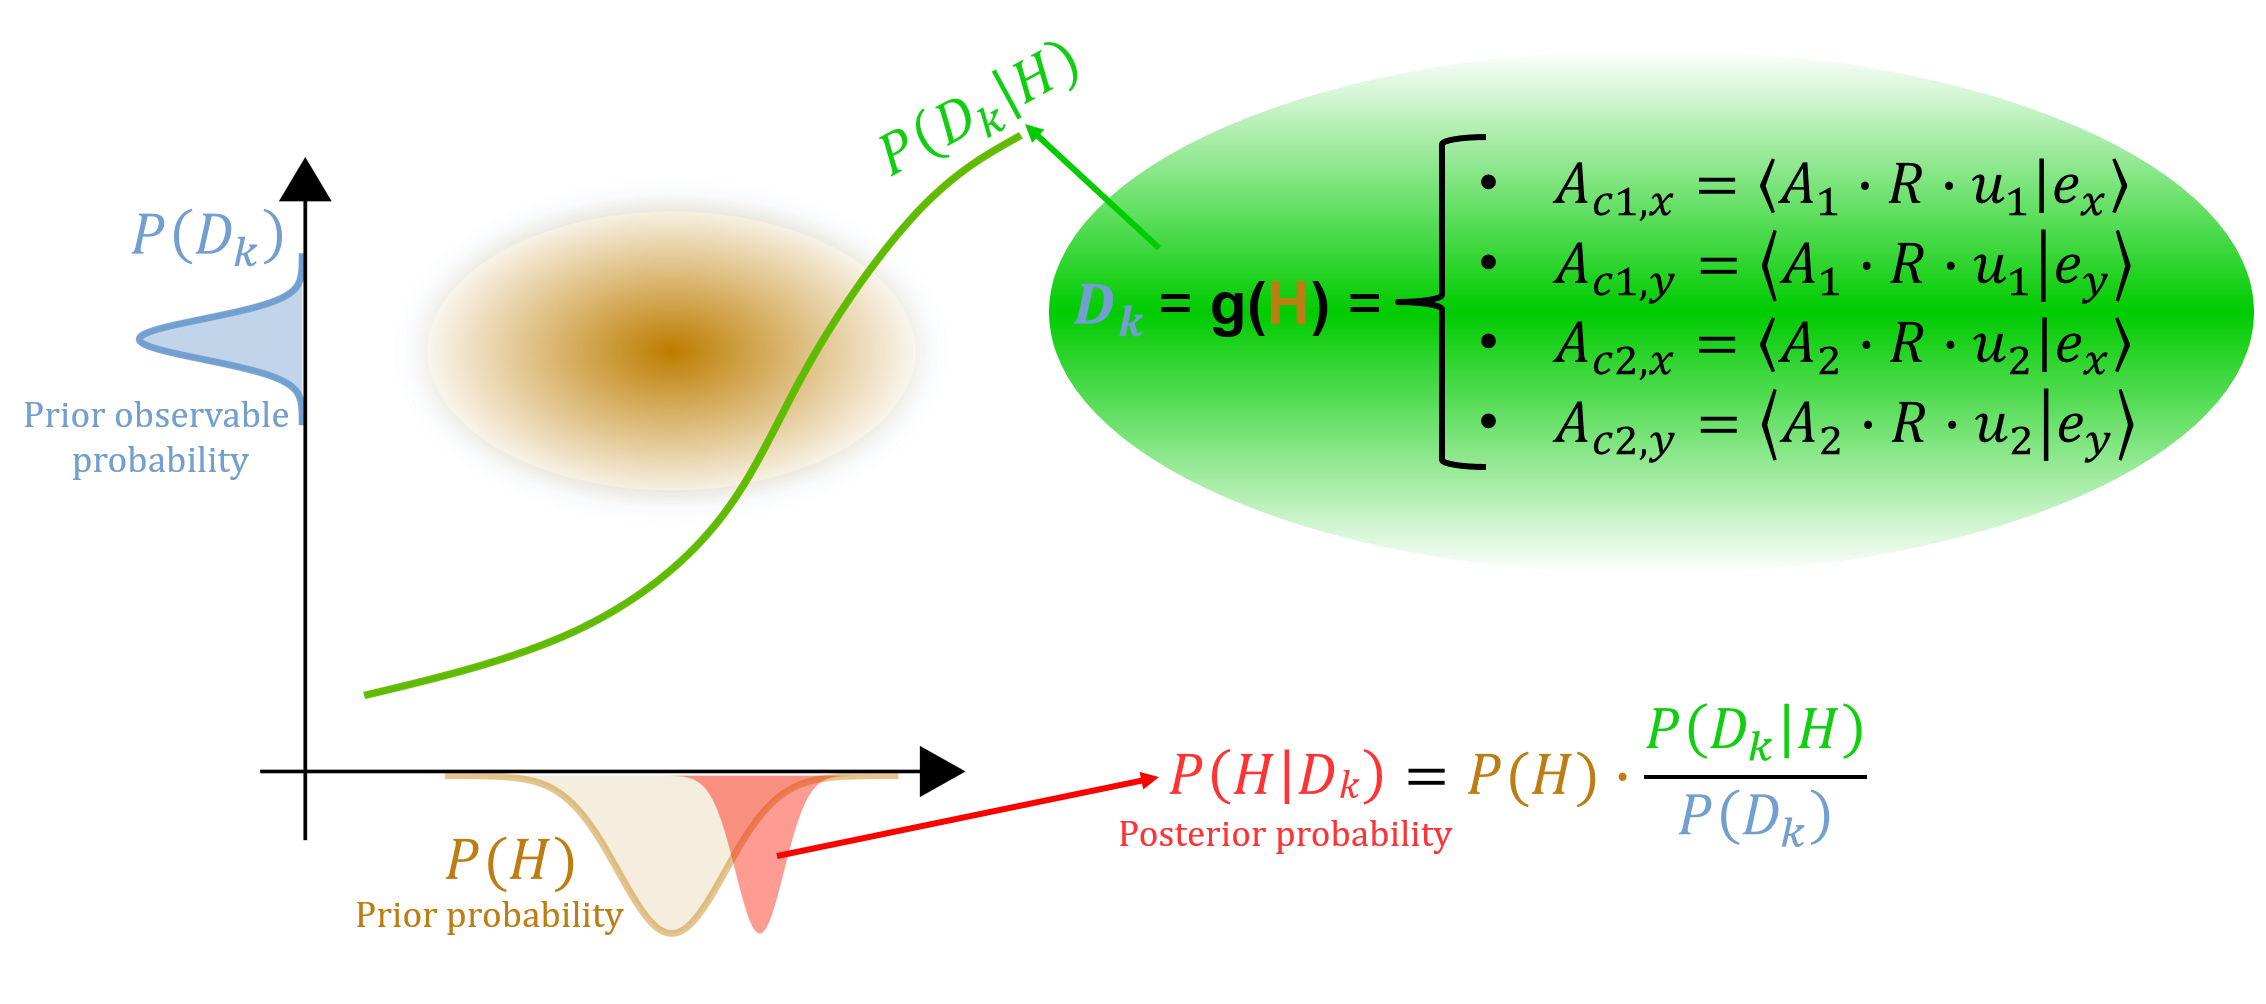 P(D_k|H)
P(D_k)
Prior observable
probability
D_k = g(H) =
• A_{c1,x} = ⟨A_1 · R · u_1|e_x⟩
• A_{c1,y} = ⟨A_1 · R · u_1|e_y⟩
• A_{c2,x} = ⟨A_2 · R · u_2|e_x⟩
• A_{c2,y} = ⟨A_2 · R · u_2|e_y⟩
P(H)
Prior probability
P(H|D_k) = P(H) · \frac{P(D_k|H)}{P(D_k)}
Posterior probability